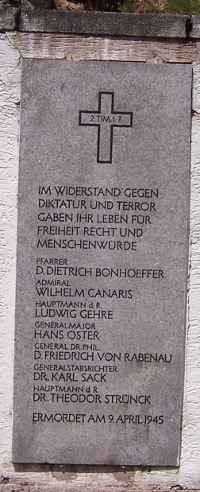 2. TIM. 1. 7.
IM WIDERSTAND GEGEN
DIKTATUR UND TERROR
GABEN IHR LEBEN FÜR
FREIHEIT RECHT UND
MENSCHENWÜRDE
PFARRER
D. DIETRICH BONHOEFFER
ADMIRAL
WILHELM CANARIS
HAUPTMANN d. R.
LUDWIG GEHRE
GENERALMAJOR
HANS OSTER
GENERAL DR. PHIL.
D. FRIEDRICH VON RABENAU
GENERALSTABSRICHTER
DR. KARL SACK
HAUPTMANN d. R.
DR. THEODOR STRÜNCK
ERMORDET AM 9. APRIL 1945